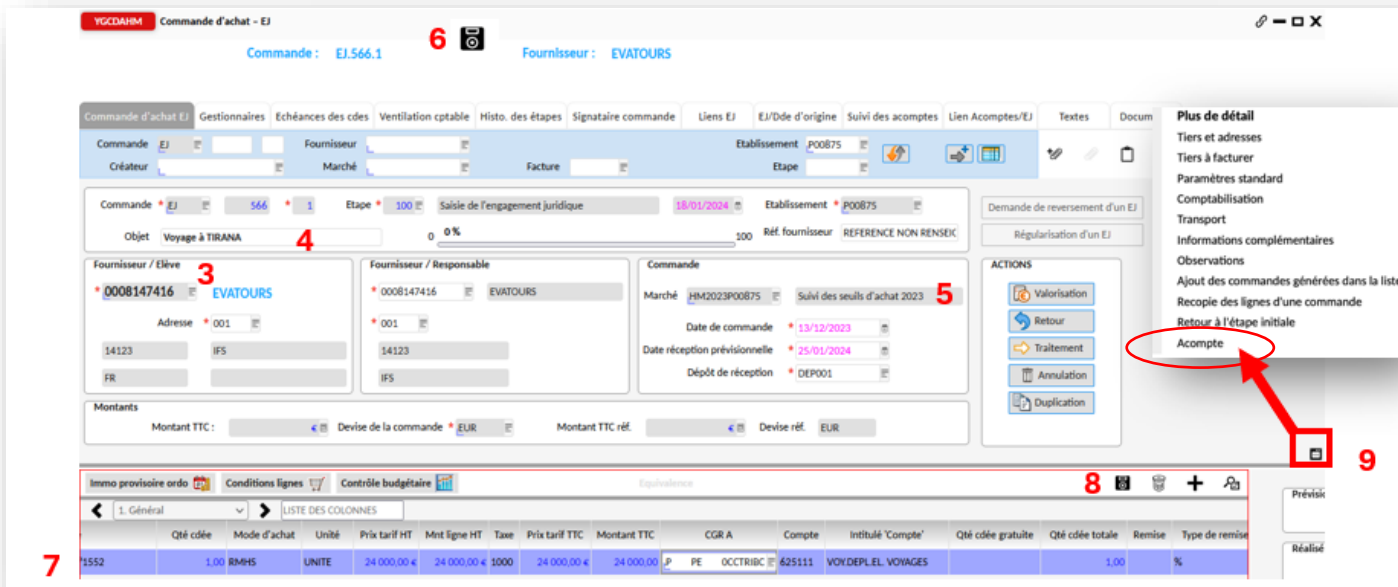 YGCDAHM Commande d'achat – EJ
6
Commande : EJ.566.1 Fournisseur : EVATOURS
Commande d'achat EJ Gestionnaires Echéances des cdes Ventilation cptable Histo. des étapes Signataire commande Liens EJ EJ/Dde d'origine Suivi des acomptes Lien Acomptes/EJ Textes Docum
Commande EJ Fournisseur Etablissement P00875
Créateur Marché Facture Etape
Plus de détail
Tiers et adresses
Tiers à facturer
Paramètres standard
Comptabilisation
Transport
Informations complémentaires
Observations
Ajout des commandes générées dans la liste
Recopie des lignes d'une commande
Retour à l'étape initiale
Acompte
Commande * EJ 566 * 1 Etape * 100 Saisie de l'engagement juridique 18/01/2024 Etablissement * P00875 Demande de reversement d'un EJ
Objet Voyage à TIRANA 4 0 0 % 100 Réf. fournisseur REFERENCE NON RENSEIC Régularisation d'un EJ
Fournisseur / Elève
3
* 0008147416 EVATOURS
Adresse * 001
14123 IFS
FR
Fournisseur / Responsable
* 0008147416 EVATOURS
* 001
14123
IFS
Commande
Marché HM2023P00875 Suivi des seuils d'achat 2023 5
Date de commande * 13/12/2023
Date réception prévisionnelle * 25/01/2024
Dépôt de réception * DEP001
ACTIONS
Valorisation
Retour
Traitement
Annulation
Duplication
Montants
Montant TTC : € Devise de la commande * EUR Montant TTC réf. € Devise réf. EUR
9
Immo provisoire ordo Conditions lignes Contrôle budgétaire Equivalence 8
Prévisic
1. Général LISTE DES COLONNES
Qté cdée Mode d'achat Unité Prix tarif HT Mnt ligne HT Taxe Prix tarif TTC Montant TTC CGR A Compte Intitulé 'Compte' Qté cdée gratuite Qté cdée totale Remise Type de remise
Réalisé
7 1552 1,00 RMHS UNITE 24 000,00 € 24 000,00 € 1000 24 000,00 € 24 000,00 P PE 0CCTRIBC 625111 VOY.DEPL.EL. VOYAGES 1,00 %